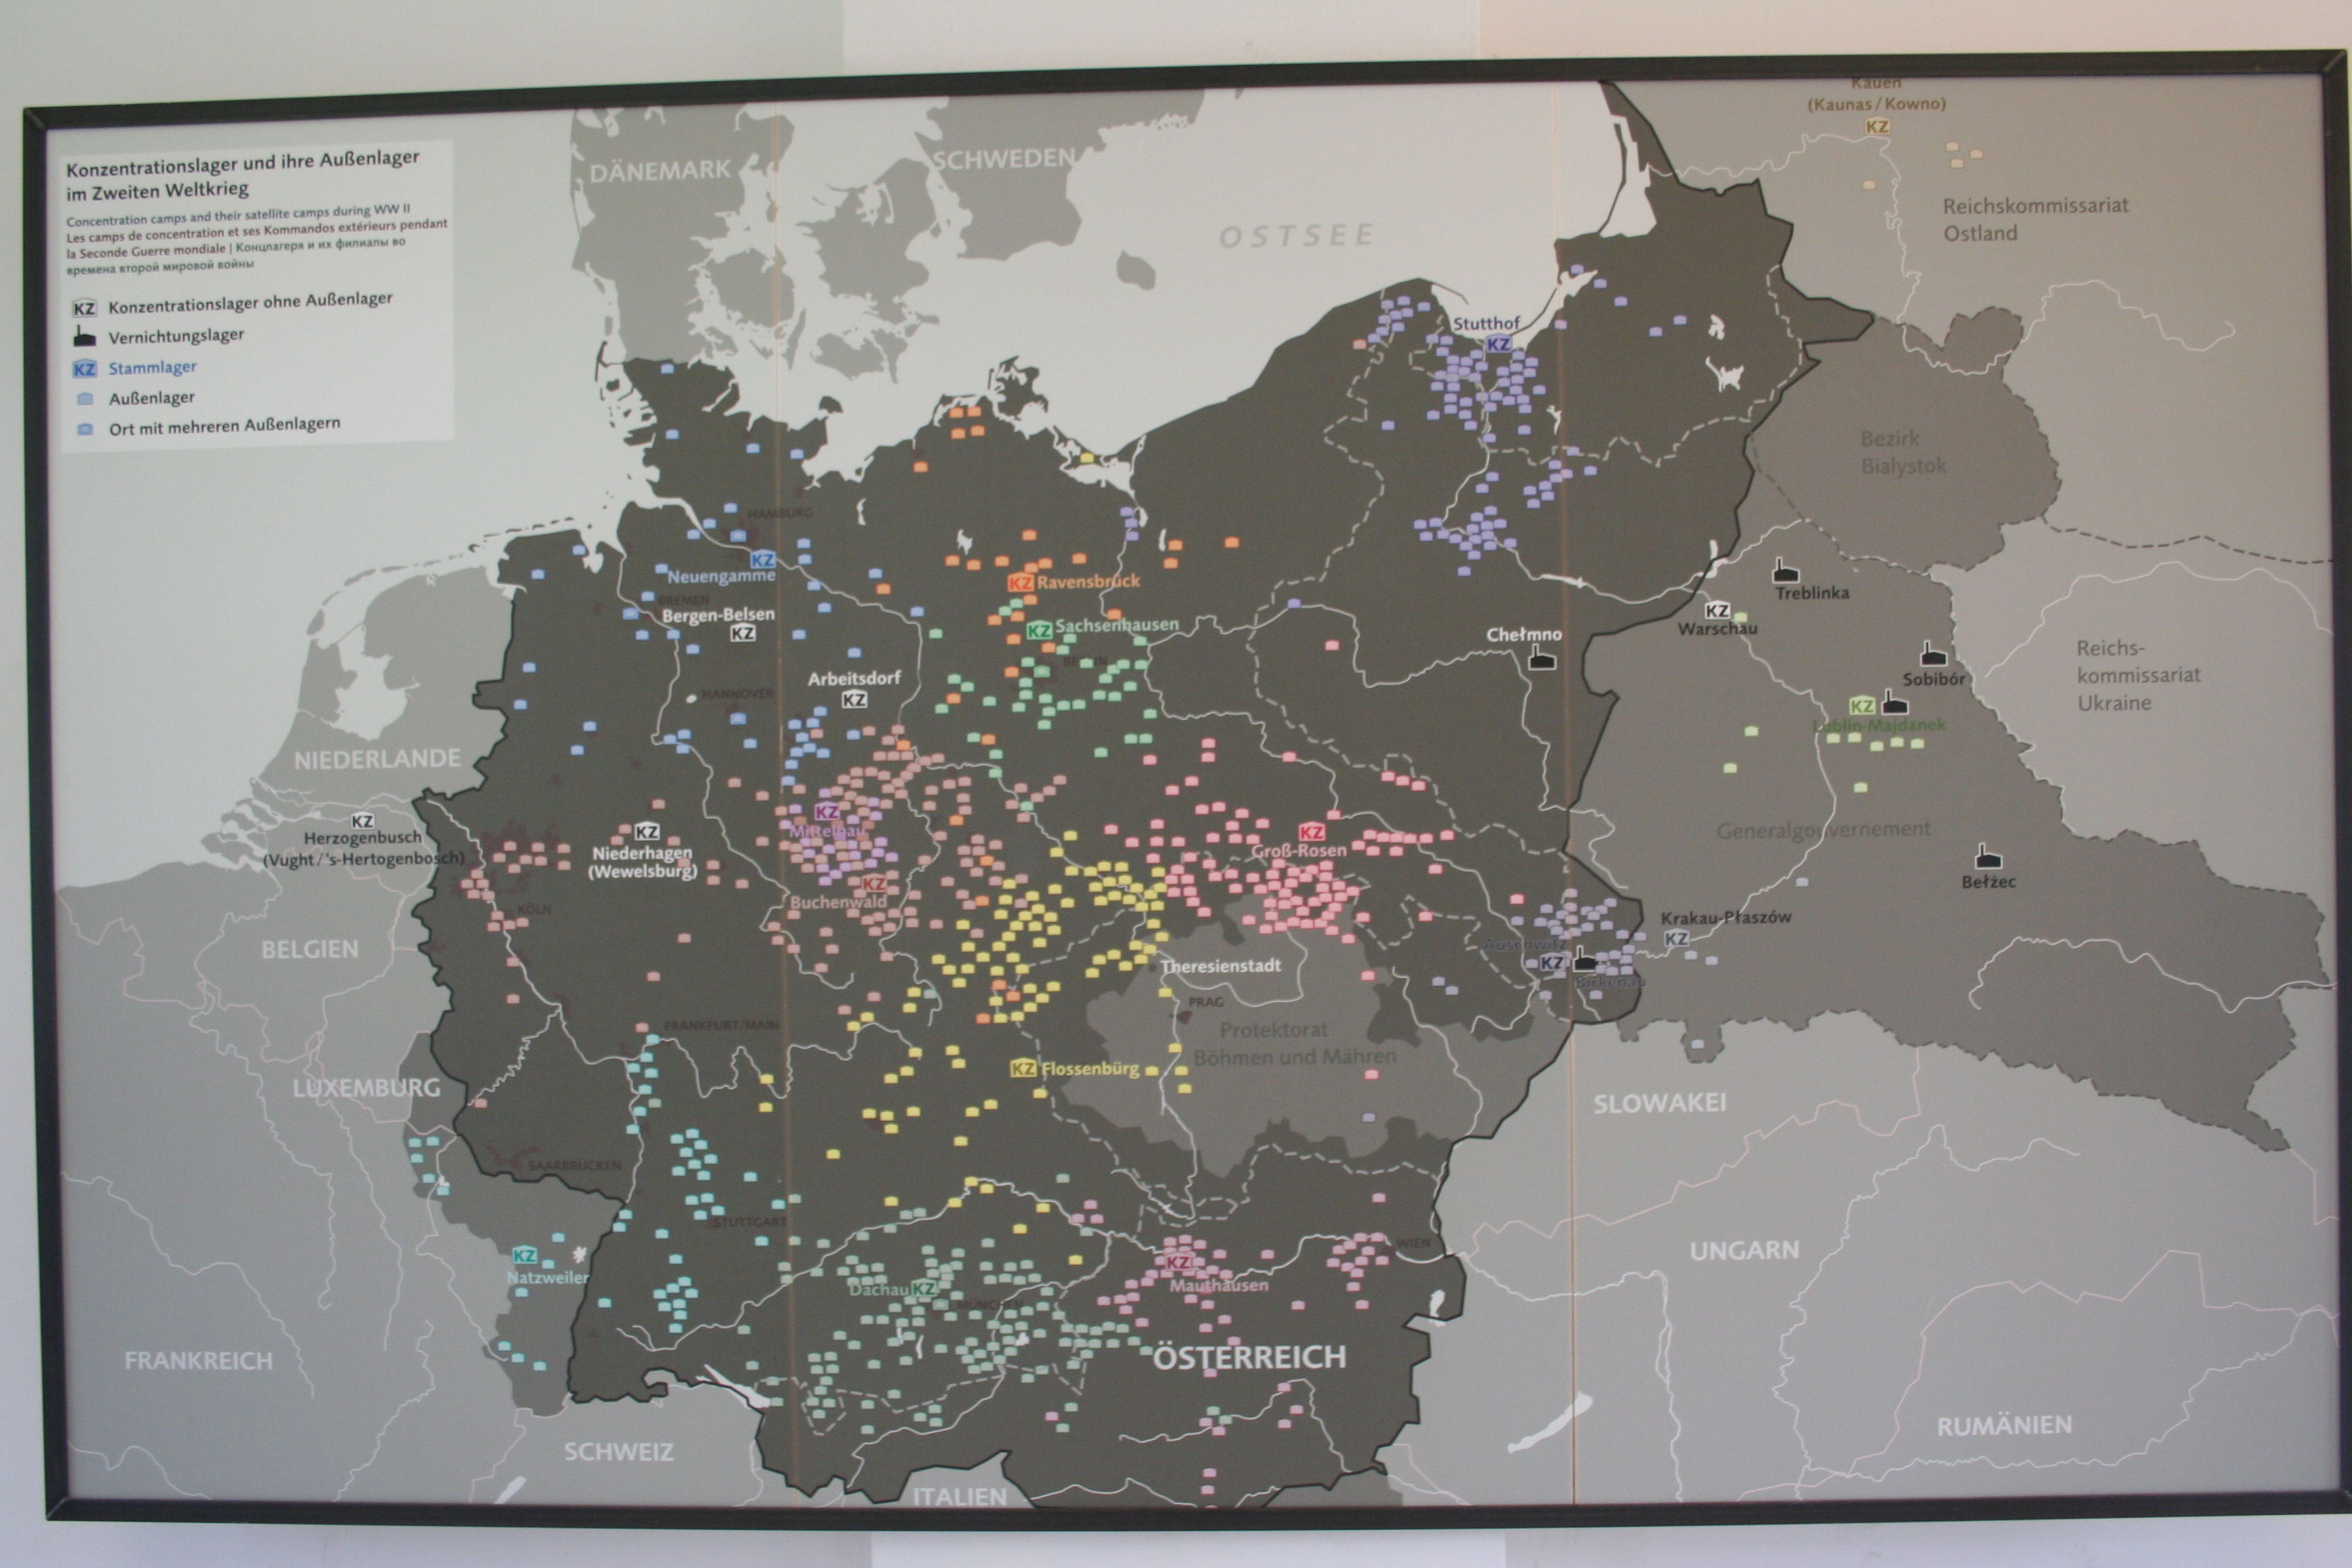 Konzentrationslager und ihre Außenlager
im Zweiten Weltkrieg
Concentration camps and their satellite camps during WW II
Les camps de concentration et ses Kommandos extérieurs pendant
la Seconde Guerre mondiale | Концлагеря и их филиалы во
времена второй мировой войны
KZ Konzentrationslager ohne Außenlager
Vernichtungslager
KZ Stammlager
Außenlager
Ort mit mehreren Außenlagern
DÄNEMARK
SCHWEDEN
OSTSEE
Kauen
(Kaunas / Kowno)
KZ
Reichskommissariat
Ostland
Stutthof
KZ
Bezirk
Bialystok
HAMBURG
KZ
Neuengamme
BREMEN
Bergen-Belsen
KZ
KZ Ravensbrück
KZ Sachsenhausen
BERLIN
Treblinka
KZ
Warschau
Chełmno
Sobibór
Reichs-
kommissariat
Ukraine
Arbeitsdorf
KZ
HANNOVER
KZ
Lublin-Majdanek
NIEDERLANDE
KZ
Herzogenbusch
(Vught / 's-Hertogenbosch)
KZ
Niederhagen
(Wewelsburg)
KZ
Mittelbau
KZ
Buchenwald
KZ
Groß-Rosen
Generalgouvernement
Bełżec
KÖLN
BELGIEN
Krakau-Płaszów
KZ
Auschwitz
KZ
Birkenau
Theresienstadt
PRAG
Protektorat
Böhmen und Mähren
FRANKFURT/MAIN
KZ Flossenbürg
LUXEMBURG
SLOWAKEI
SAARBRÜCKEN
STUTTGART
KZ
Natzweiler
Dachau KZ
MÜNCHEN
KZ
Mauthausen
WIEN
UNGARN
FRANKREICH
ÖSTERREICH
SCHWEIZ
ITALIEN
RUMÄNIEN